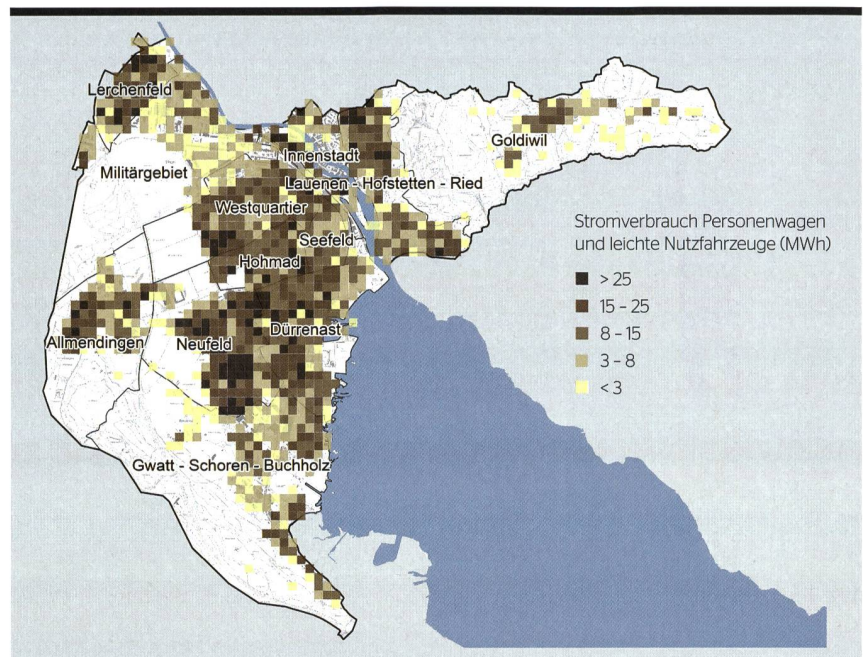 Lerchenfeld
Militärgebiet
Innenstadt
Goldiwil
Lauenen - Hofstetten - Ried
Westquartier
Seefeld
Hohmad
Allmendingen
Neufeld
Dürrenast
Gwatt - Schoren - Buchholz
Stromverbrauch Personenwagen
und leichte Nutzfahrzeuge (MWh)
> 25
15 - 25
8 - 15
3 - 8
< 3